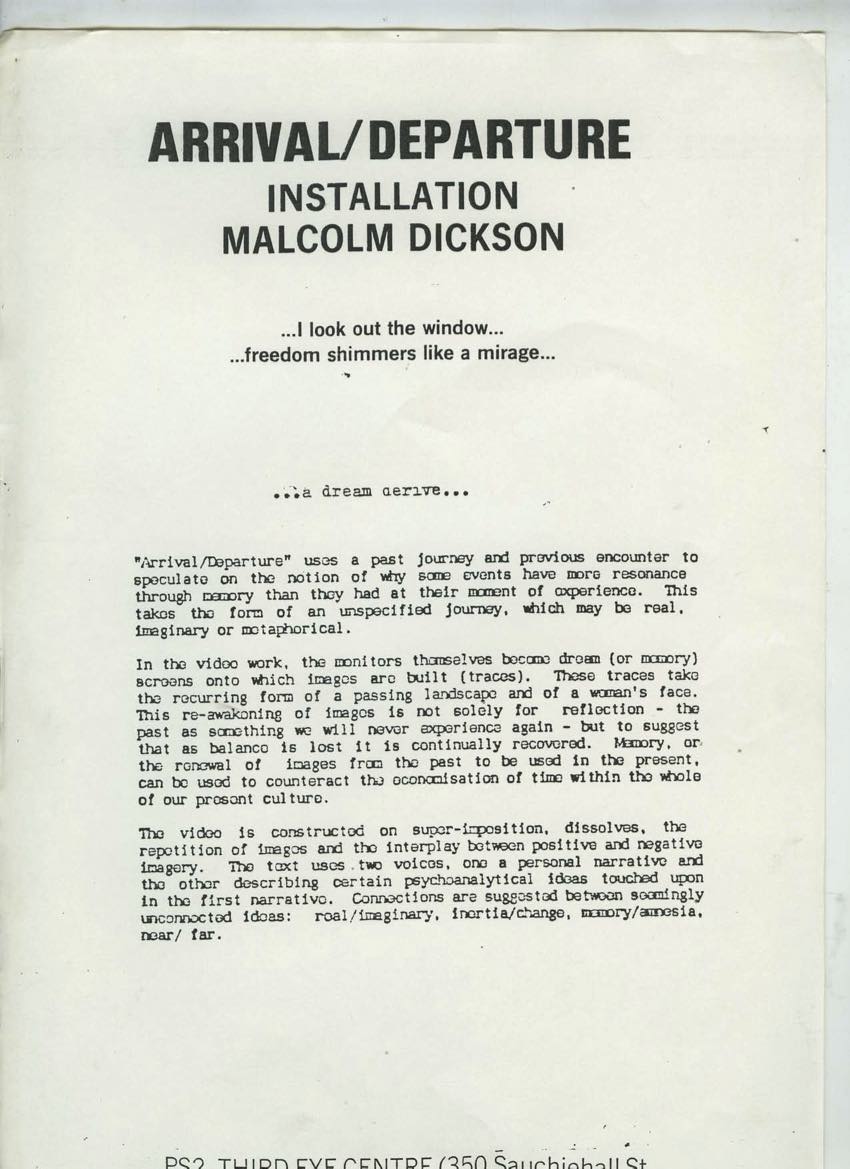 ARRIVAL/DEPARTURE
INSTALLATION
MALCOLM DICKSON
...I look out the window...
...freedom shimmers like a mirage...
...a dream derive...
"Arrival/Departure" uses a past journey and previous encounter to
speculate on the notion of why some events have more resonance
through memory than they had at their moment of experience. This
takes the form of an unspecified journey, which may be real,
imaginary or metaphorical.
In the video work, the monitors themselves become dream (or memory)
screens onto which images are built (traces). These traces take
the recurring form of a passing landscape and of a woman's face.
This re-awakening of images is not solely for reflection - the
past as something we will never experience again - but to suggest
that as balance is lost it is continually recovered. Memory, or
the renewal of images from the past to be used in the present,
can be used to counteract the economisation of time within the whole
of our present culture.
The video is constructed on super-imposition, dissolves, the
repetition of images and the interplay between positive and negative
imagery. The text uses two voices, one a personal narrative and
the other describing certain psychoanalytical ideas touched upon
in the first narrative. Connections are suggested between seemingly
unconnected ideas: real/imaginary, inertia/change, memory/amnesia,
near/ far.
PS2, THIRD EYE CENTRE (350 Sauchiehall St